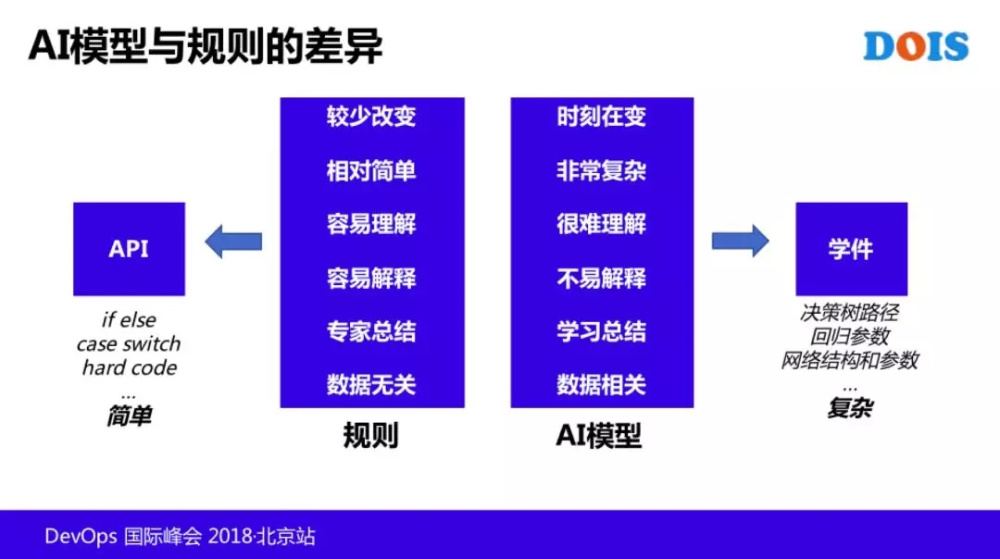 AI模型与规则的差异
DOIS
较少改变
相对简单
容易理解
容易解释
专家总结
数据无关
规则
时刻在变
非常复杂
很难理解
不易解释
学习总结
数据相关
AI模型
API
if else
case switch
hard code
...
简单
学件
决策树路径
回归参数
网络结构和参数
...
复杂
DevOps 国际峰会 2018·北京站